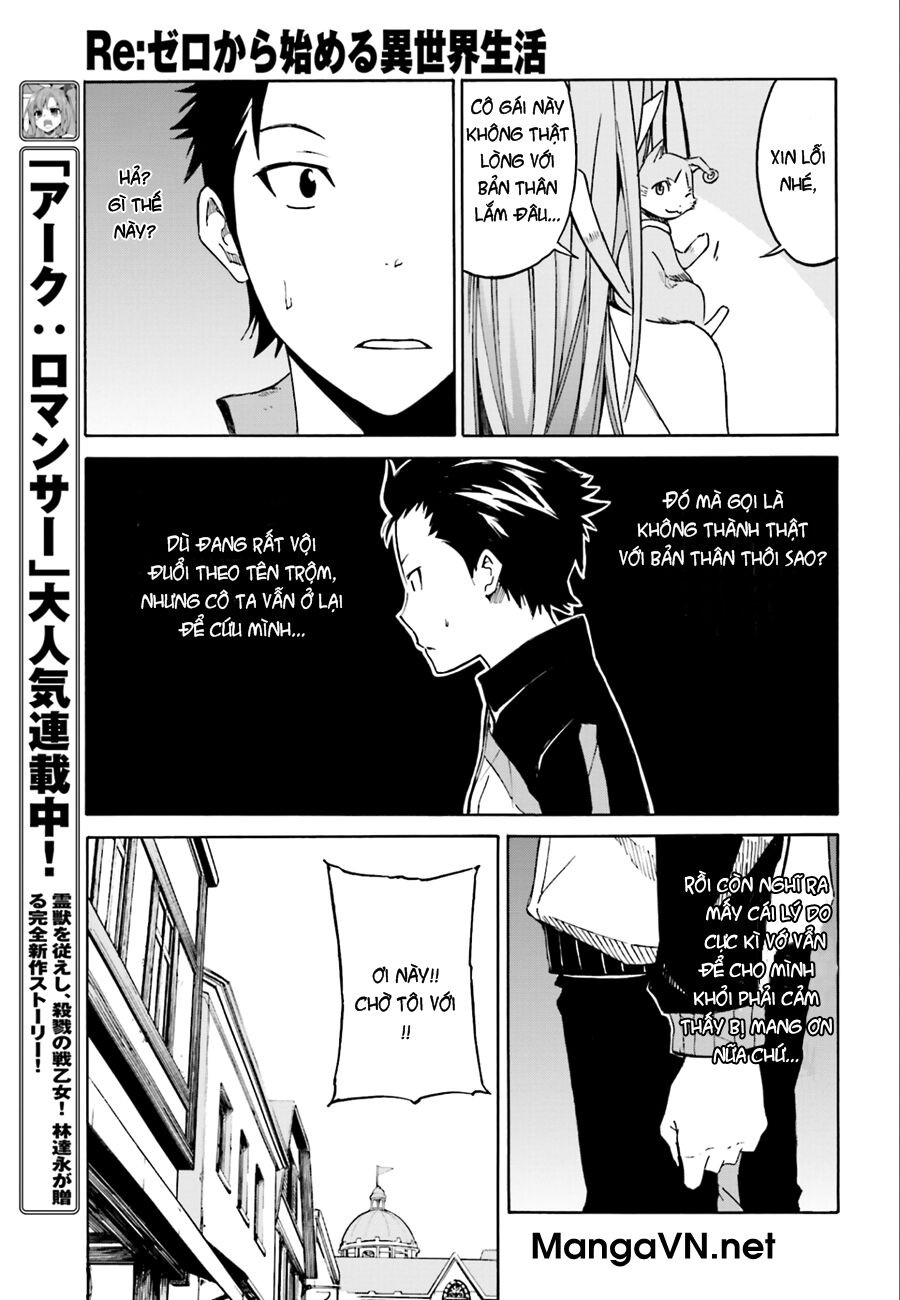 Re:ゼロから始める異世界生活
XIN LỖI
NHÉ,
CÔ GÁI NÀY
KHÔNG THẬT
LÒNG VỚI
BẢN THÂN
LẮM ĐÂU...
HẢ?
GÌ THẾ
NÀY?
ĐÓ MÀ GỌI LÀ
KHÔNG THÀNH THẬT
VỚI BẢN THÂN THÔI SAO?
DÙ ĐANG RẤT VỘI
ĐUỔI THEO TÊN TRỘM,
NHƯNG CÔ TA VẪN Ở LẠI
ĐỂ CỨU MÌNH...
RỒI CÒN NGHĨ RA
MẤY CÁI LÝ DO
CỰC KÌ VỚ VẨN
ĐỂ CHO MÌNH
KHỎI PHẢI CẢM
THẤY BỊ MANG ƠN
NỮA CHỨ...
ƠI NÀY!!
CHỜ TÔI VỚI
!!
「アーク：ロマンサー」大人気連載中！
霊獣を従えし、殺戮の戦乙女！ 林達永が贈
る完全新作ストーリー！
MangaVN.net